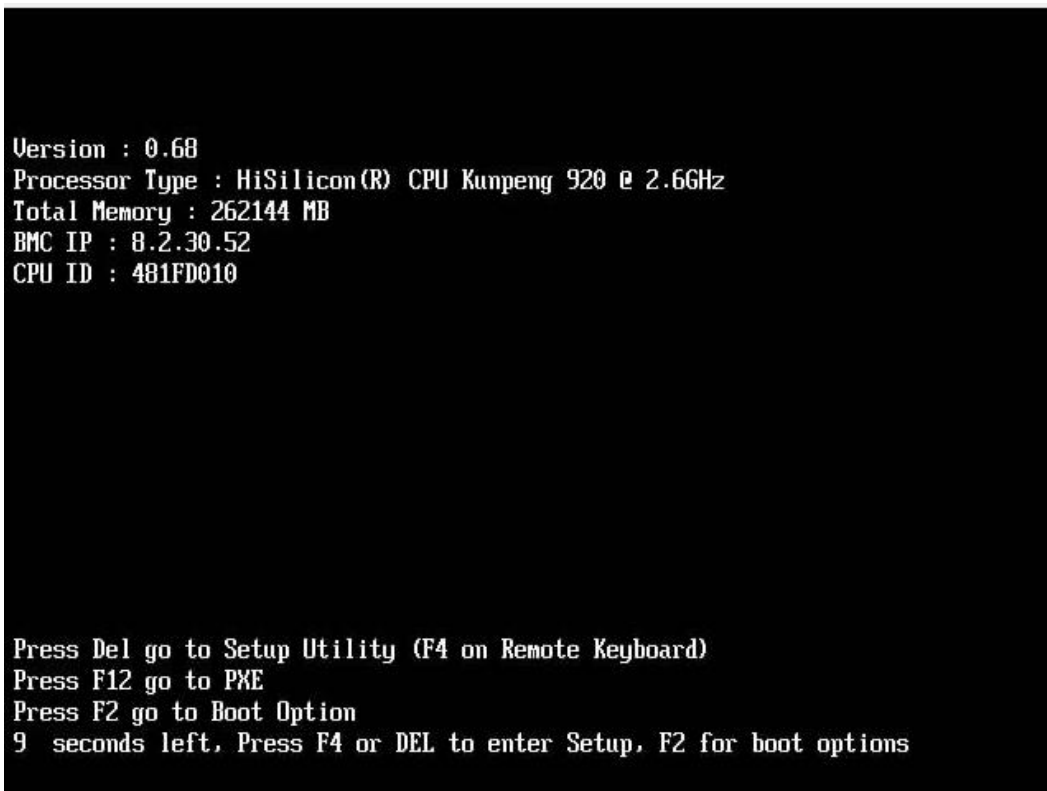 Version : 0.68
Processor Type : HiSilicon(R) CPU Kunpeng 920 @ 2.6GHz
Total Memory : 262144 MB
BMC IP : 8.2.30.52
CPU ID : 481FD010
Press Del go to Setup Utility (F4 on Remote Keyboard)
Press F12 go to PXE
Press F2 go to Boot Option
9 seconds left, Press F4 or DEL to enter Setup, F2 for boot options